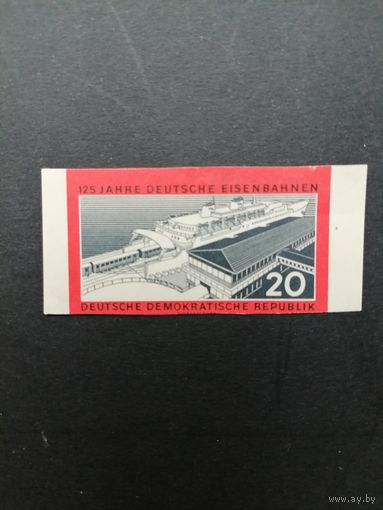 125 JAHRE DEUTSCHE EISENBAHNEN
20
DEUTSCHE DEMOKRATISCHE REPUBLIK
www.ay.by